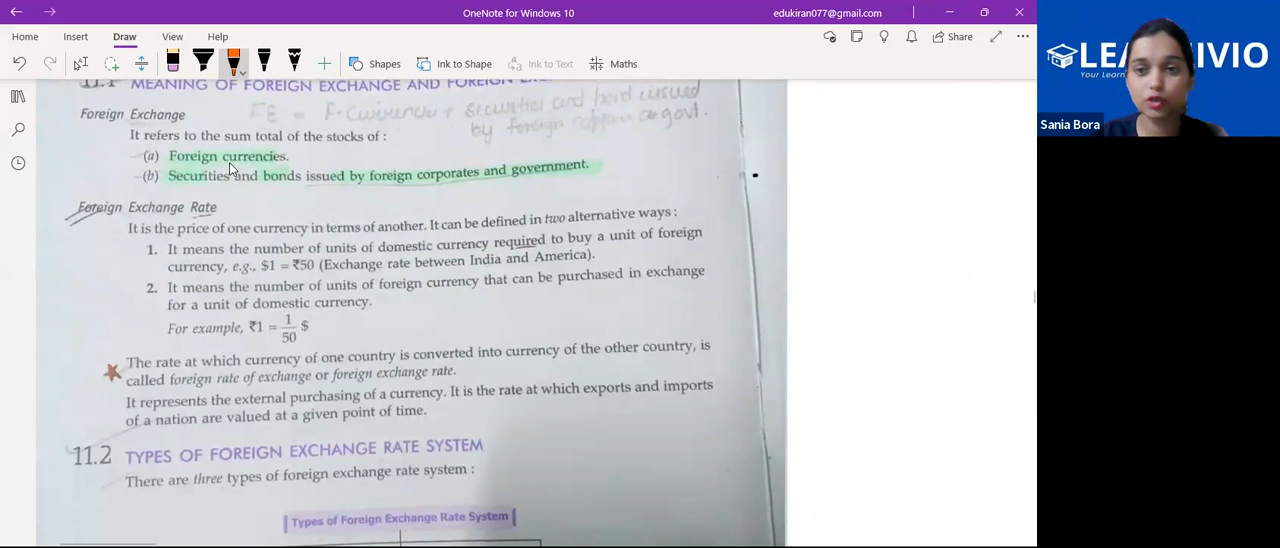 OneNote for Windows 10
edukiran077@gmail.com
Home Insert Draw View Help
Share
Shapes Ink to Shape Ink to Text Maths
MEANING OF FOREIGN EXCHANGE AND FOREIGN
Foreign Exchange
FE = F. currency + securities and bond issued
by foreign or govt.
It refers to the sum total of the stocks of :
(a) Foreign currencies.
(b) Securities and bonds issued by foreign corporates and government.
Foreign Exchange Rate
It is the price of one currency in terms of another. It can be defined in two alternative ways :
1. It means the number of units of domestic currency required to buy a unit of foreign
currency, e.g., $1 = ₹50 (Exchange rate between India and America).
2. It means the number of units of foreign currency that can be purchased in exchange
for a unit of domestic currency.
For example, ₹1 = 1/50 $
The rate at which currency of one country is converted into currency of the other country, is
called foreign rate of exchange or foreign exchange rate.
It represents the external purchasing of a currency. It is the rate at which exports and imports
of a nation are valued at a given point of time.
11.2 TYPES OF FOREIGN EXCHANGE RATE SYSTEM
There are three types of foreign exchange rate system :
Types of Foreign Exchange Rate System
Sania Bora